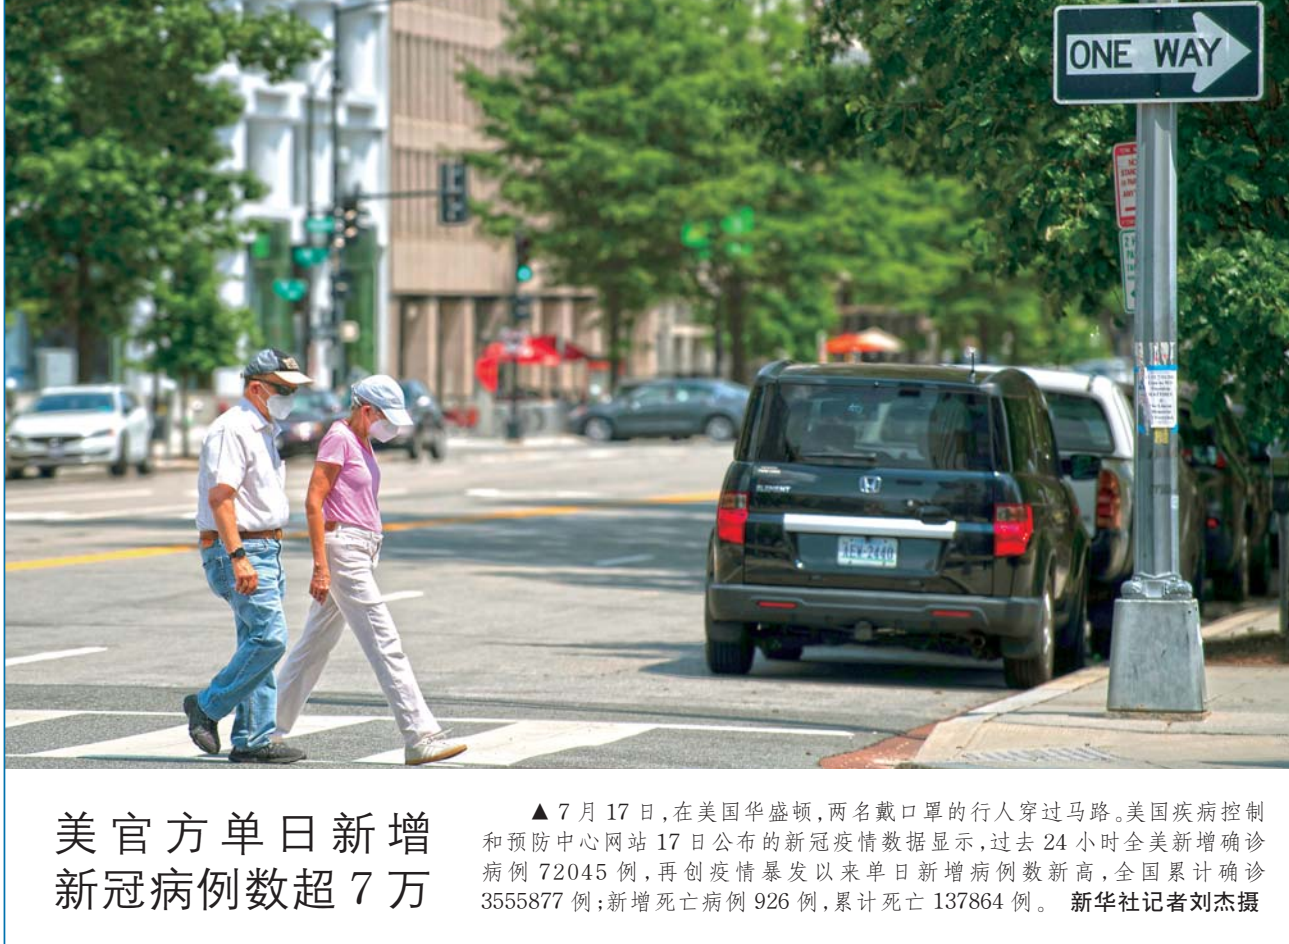 ONE WAY
ELEMENT
AEW-2440
美官方单日新增
新冠病例数超7万
▲7月17日,在美国华盛顿,两名戴口罩的行人穿过马路。美国疾病控制
和预防中心网站17日公布的新冠疫情数据显示,过去24小时全美新增确诊
病例72045例,再创疫情暴发以来单日新增病例数新高,全国累计确诊
3555877例;新增死亡病例926例,累计死亡137864例。 新华社记者刘杰摄